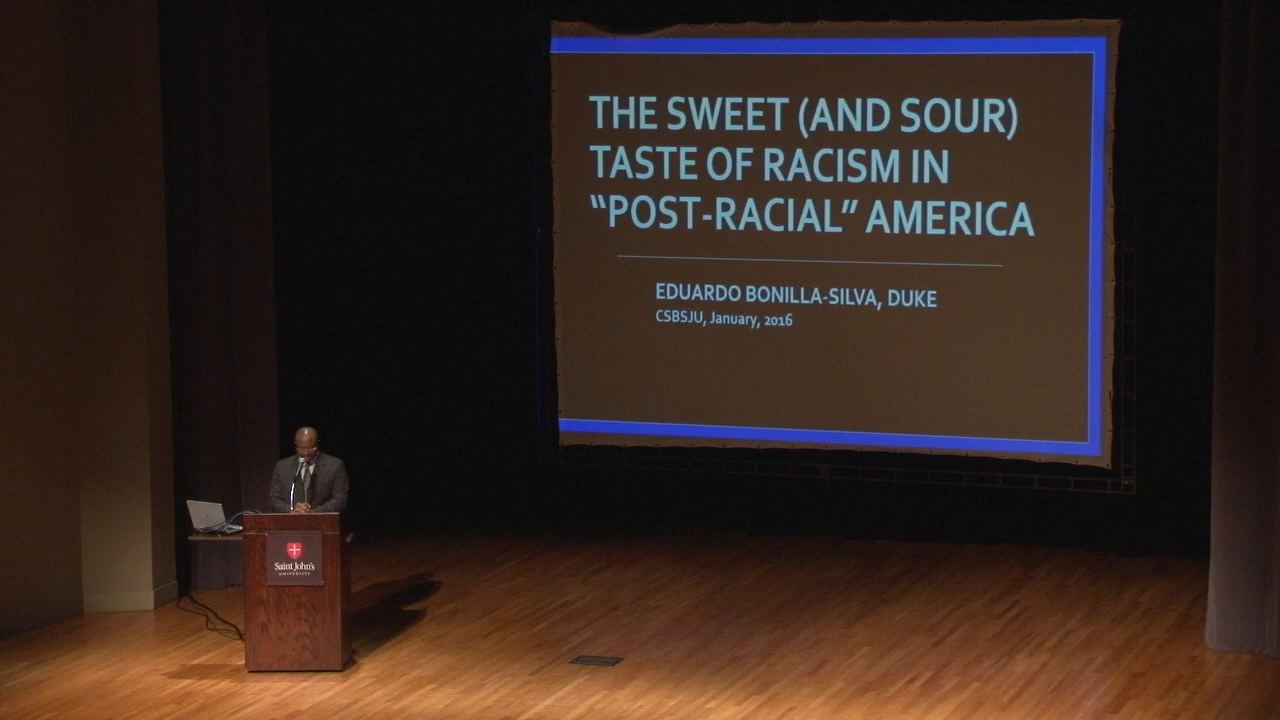 THE SWEET (AND SOUR)
TASTE OF RACISM IN
“POST-RACIAL” AMERICA
EDUARDO BONILLA-SILVA, DUKE
CSBSJU, January, 2016
Saint John's
UNIVERSITY